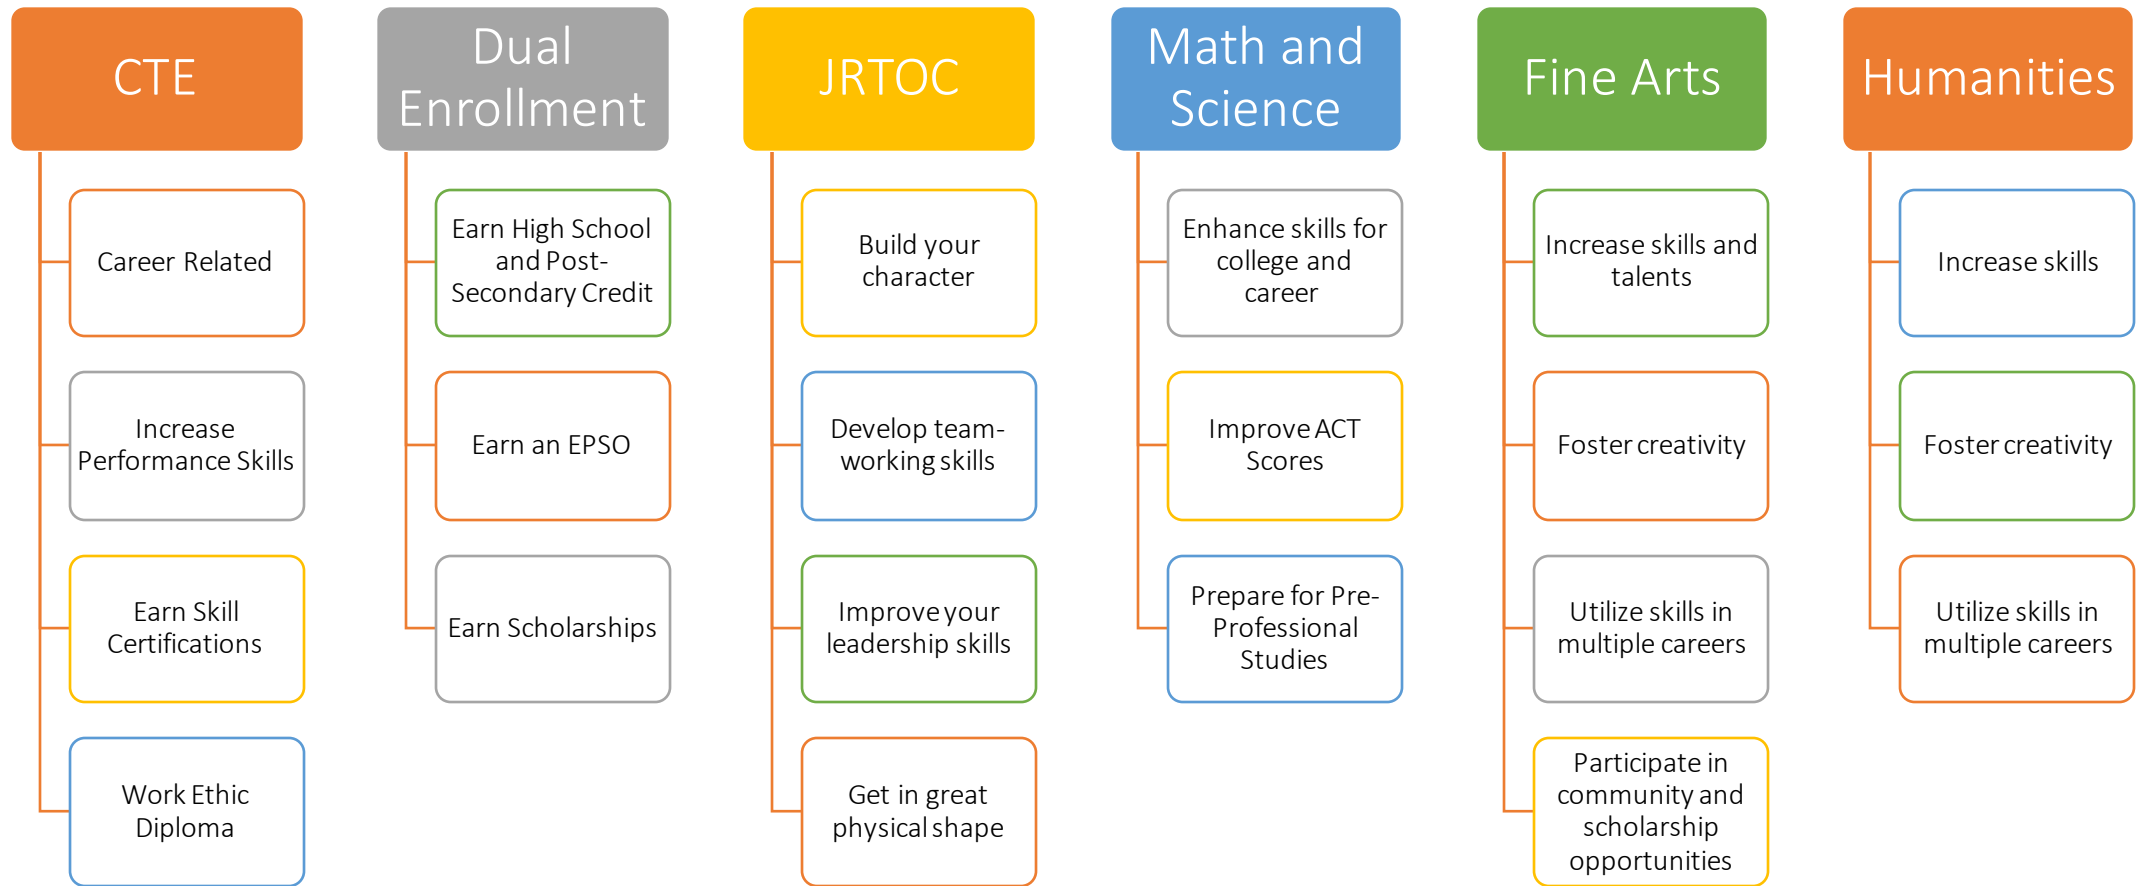 CTE
Career Related
Increase
Performance Skills
Earn Skill
Certifications
Work Ethic
Diploma
Dual
Enrollment
Earn High School
and Post-
Secondary Credit
Earn an EPSO
Earn Scholarships
JRTOC
Build your
character
Develop team-
working skills
Improve your
leadership skills
Get in great
physical shape
Math and
Science
Enhance skills for
college and
career
Improve ACT
Scores
Prepare for Pre-
Professional
Studies
Fine Arts
Increase skills and
talents
Foster creativity
Utilize skills in
multiple careers
Participate in
community and
scholarship
opportunities
Humanities
Increase skills
Foster creativity
Utilize skills in
multiple careers